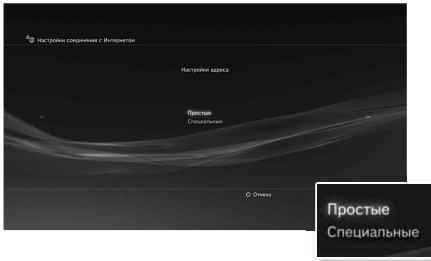 Настройки соединения с Интернетом
Настройки адреса
Простые
Специальные
Отмена
Простые
Специальные